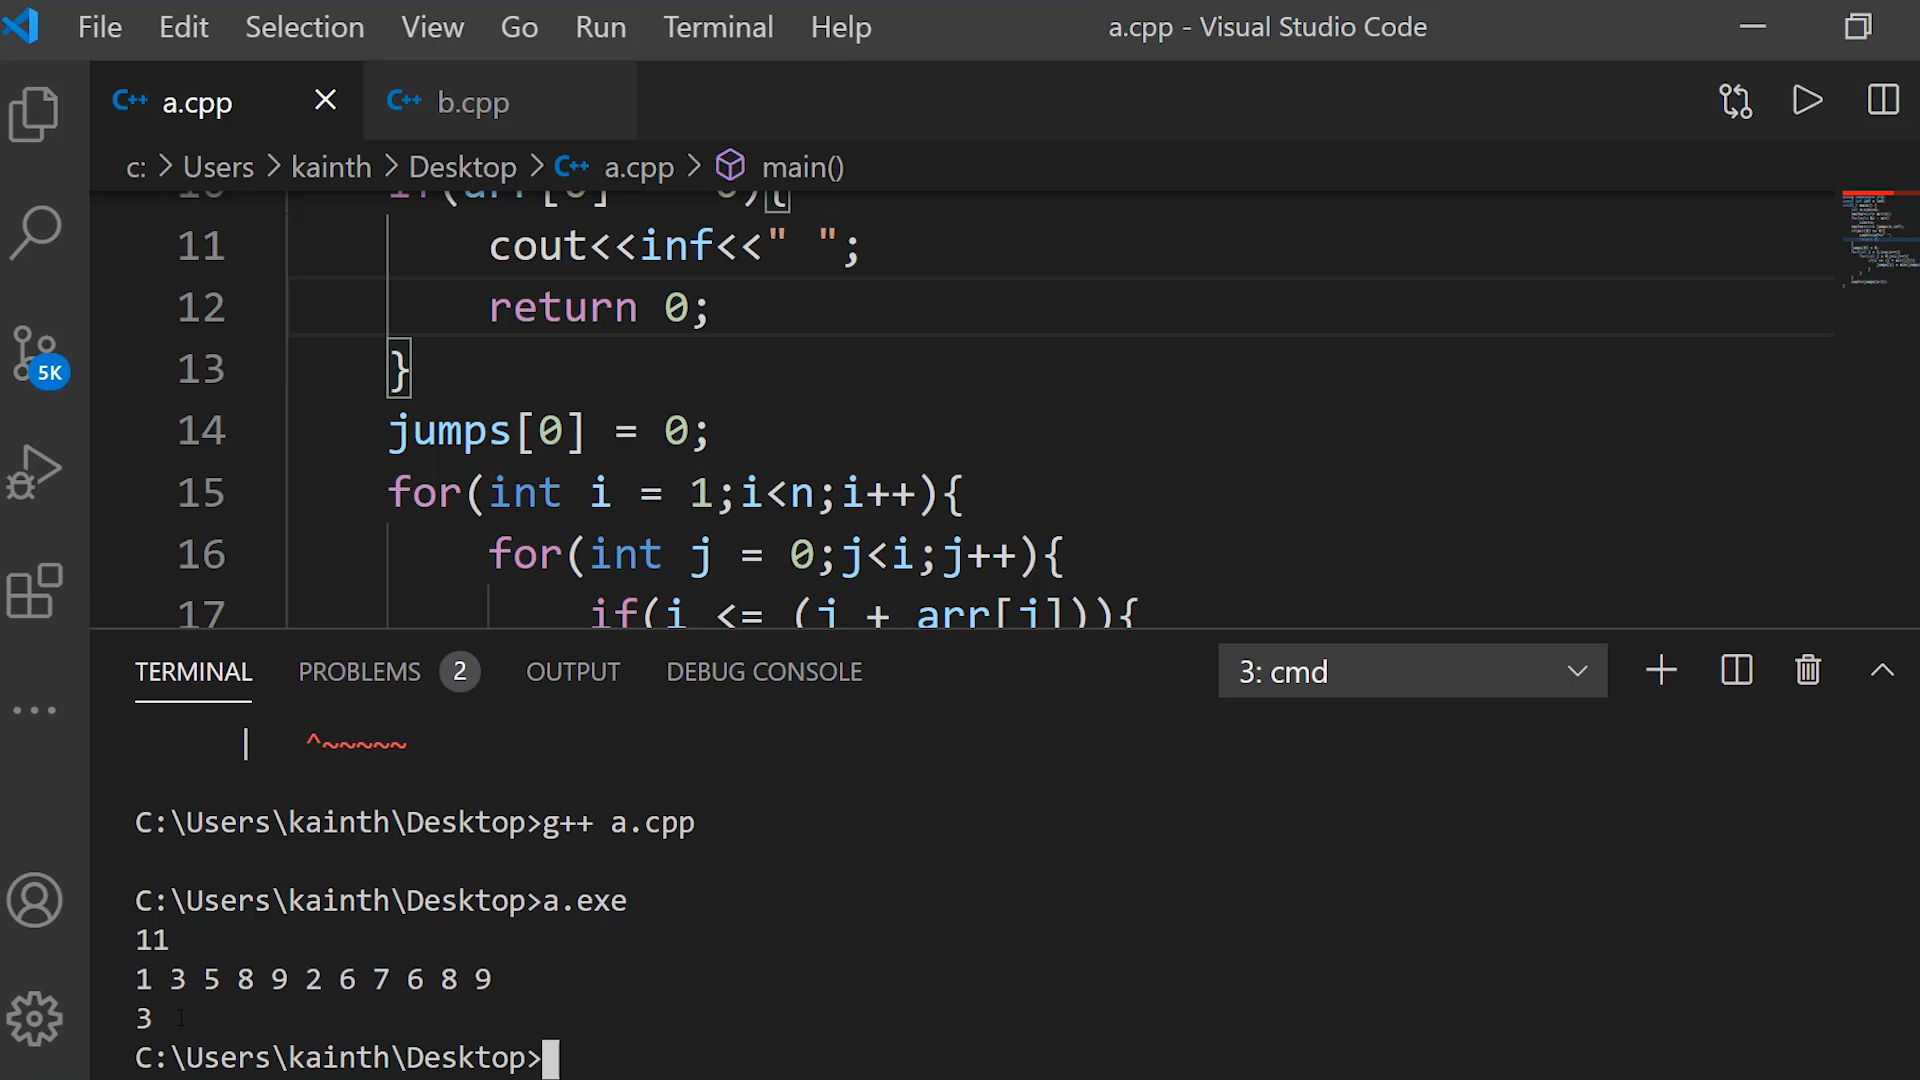 File Edit Selection View Go Run Terminal Help a.cpp - Visual Studio Code
C++ a.cpp C++ b.cpp
c: > Users > kainth > Desktop > C++ a.cpp > main()
11 cout<<inf<<" ";
12 return 0;
13 }
14 jumps[0] = 0;
15 for(int i = 1;i<n;i++){
16 for(int j = 0;j<i;j++){
17 if(i <= (j + arr[j])){
5K
TERMINAL PROBLEMS 2 OUTPUT DEBUG CONSOLE 3: cmd
| ^~~~~~
C:\Users\kainth\Desktop>g++ a.cpp
C:\Users\kainth\Desktop>a.exe
11
1 3 5 8 9 2 6 7 6 8 9
3
C:\Users\kainth\Desktop>